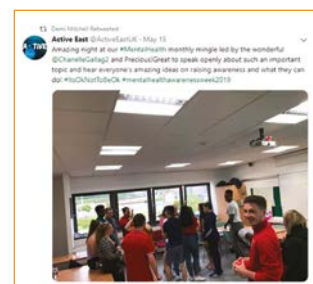 Demi Mitchell Retweeted
Active East @ActiveEastUK · May 15
Amazing night at our #MentalHealth monthly mingle led by the wonderful
@ChanelleGallag2 and Precious!Great to speak openly about such an important
topic and hear everyone's amazing ideas on raising awareness and what they can
do! #ItsOkNotToBeOk #mentalhealthawarenessweek2019